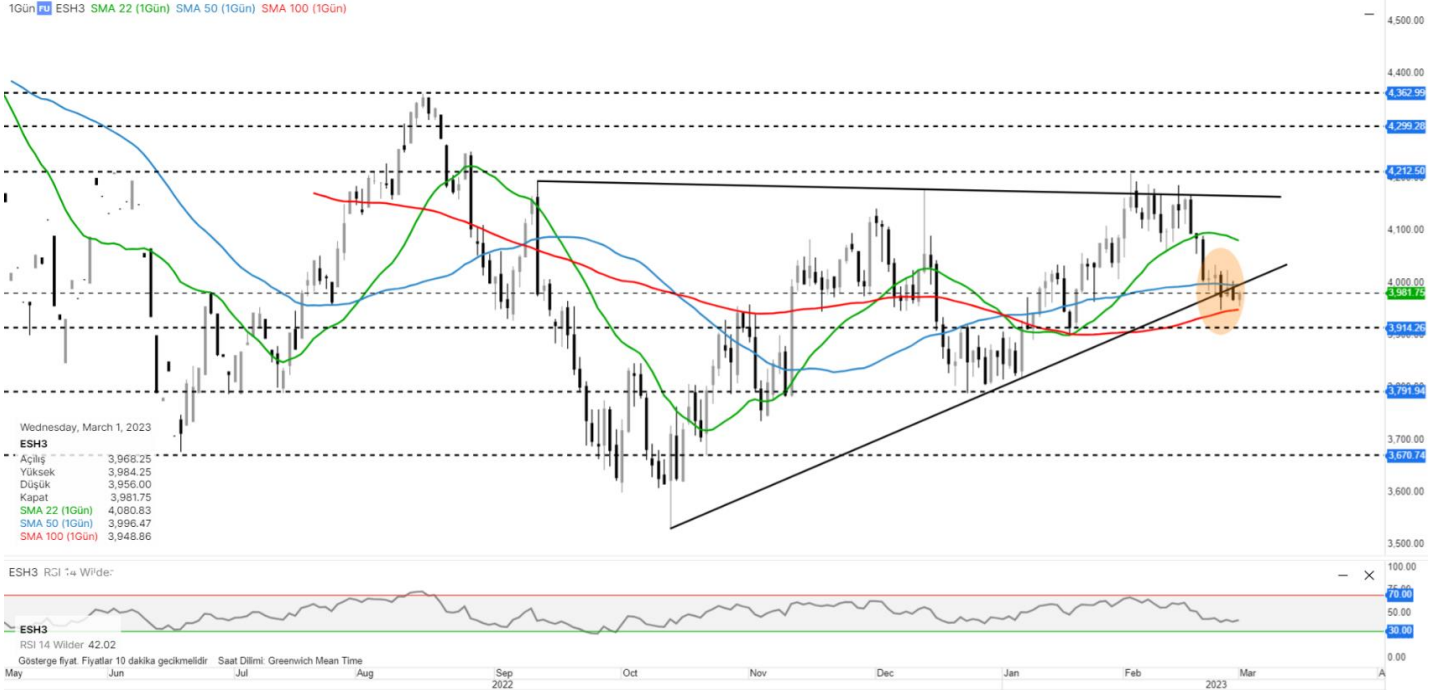 1Gün FU ESH3 SMA 22 (1Gün) SMA 50 (1Gün) SMA 100 (1Gün)
4,500.00
4,400.00
4,362.99
4,299.28
4,212.50
4,100.00
4,000.00
3,981.75
3,914.26
3,791.94
3,700.00
3,670.74
3,600.00
3,500.00
Wednesday, March 1, 2023
ESH3
Açılış 3,968.25
Yüksek 3,984.25
Düşük 3,956.00
Kapat 3,981.75
SMA 22 (1Gün) 4,080.83
SMA 50 (1Gün) 3,996.47
SMA 100 (1Gün) 3,948.86
ESH3 RSI 14 Wilder
100.00
70.00
50.00
30.00
0.00
ESH3
RSI 14 Wilder 42.02
Gösterge fiyat. Fiyatlar 10 dakika gecikmelidir Saat Dilimi: Greenwich Mean Time
May Jun Jul Aug Sep Oct Nov Dec Jan Feb Mar A
2022 2023